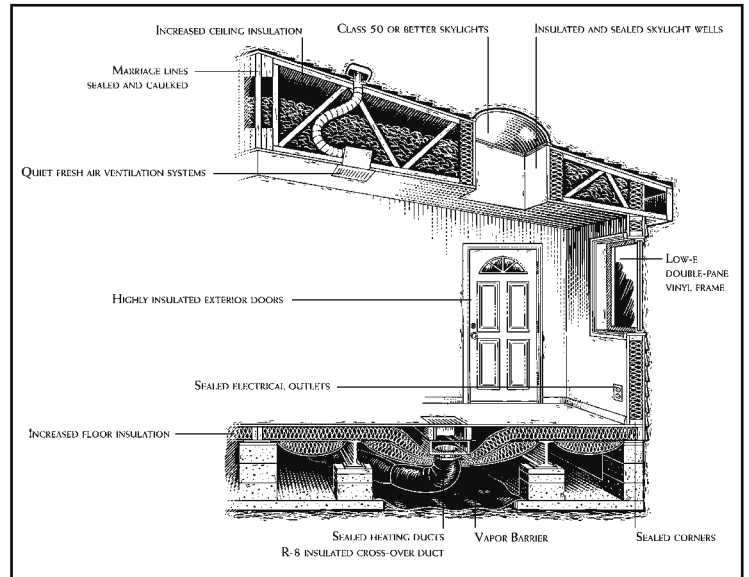 Increased ceiling insulation
Class 50 or better skylights
Insulated and sealed skylight wells
Marriage lines
sealed and caulked
Quiet fresh air ventilation systems
Low-e
double-pane
vinyl frame
Highly insulated exterior doors
Sealed electrical outlets
Increased floor insulation
Sealed heating ducts
R-8 insulated cross-over duct
Vapor Barrier
Sealed corners